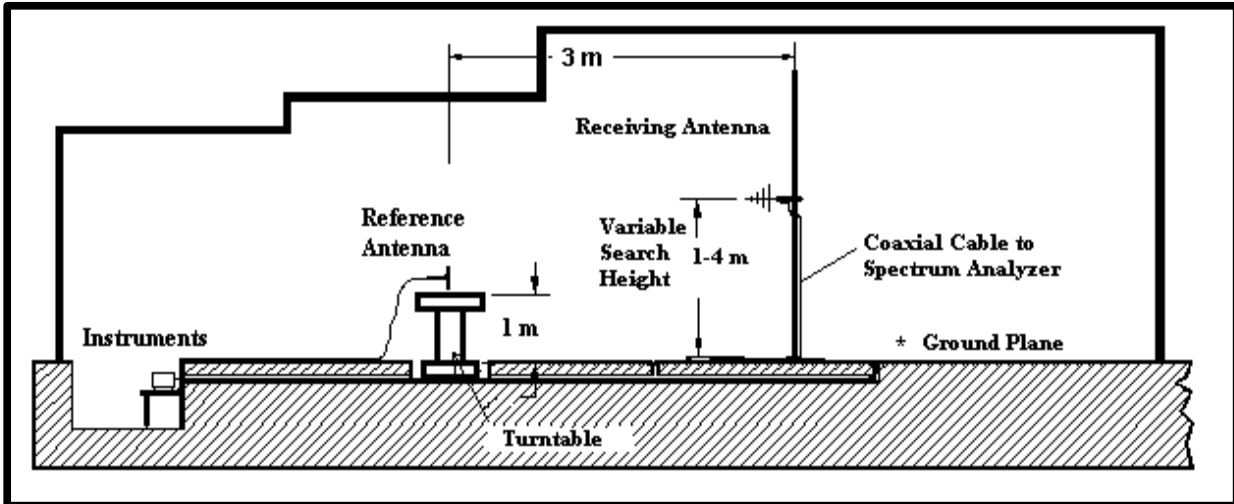 3 m
Receiving Antenna
Reference
Antenna
Variable
Search
Height
1-4 m
Coaxial Cable to
Spectrum Analyzer
Instruments
1 m
* Ground Plane
Turntable